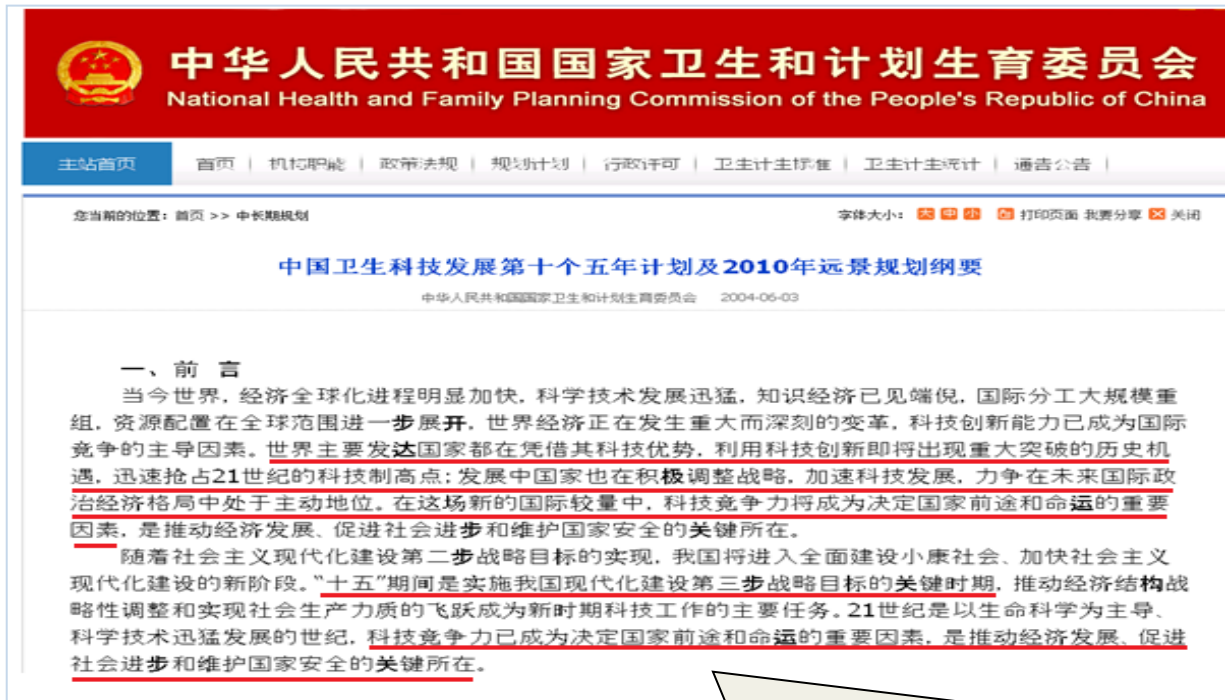 中华人民共和国国家卫生和计划生育委员会
National Health and Family Planning Commission of the People's Republic of China
主站首页 首页 | 机构职能 | 政策法规 | 规划计划 | 行政许可 | 卫生计生标准 | 卫生计生统计 | 通告公告 |
您当前的位置：首页 >> 中长期规划 字体大小：大 中 小 打印页面 我要分享 关闭
中国卫生科技发展第十个五年计划及2010年远景规划纲要
中华人民共和国国家卫生和计划生育委员会 2004-06-03
一、前 言
当今世界，经济全球化进程明显加快，科学技术发展迅猛，知识经济已见端倪，国际分工大规模重
组，资源配置在全球范围进一步展开，世界经济正在发生重大而深刻的变革，科技创新能力已成为国际
竞争的主导因素。世界主要发达国家都在凭借其科技优势，利用科技创新即将出现重大突破的历史机
遇，迅速抢占21世纪的科技制高点；发展中国家也在积极调整战略，加速科技发展，力争在未来国际政
治经济格局中处于主动地位。在这场新的国际较量中，科技竞争力将成为决定国家前途和命运的重要
因素，是推动经济发展、促进社会进步和维护国家安全的关键所在。
随着社会主义现代化建设第二步战略目标的实现，我国将进入全面建设小康社会、加快社会主义
现代化建设的新阶段。“十五”期间是实施我国现代化建设第三步战略目标的关键时期，推动经济结构战
略性调整和实现社会生产力质的飞跃成为新时期科技工作的主要任务。21世纪是以生命科学为主导、
科学技术迅猛发展的世纪，科技竞争力已成为决定国家前途和命运的重要因素，是推动经济发展、促进
社会进步和维护国家安全的关键所在。